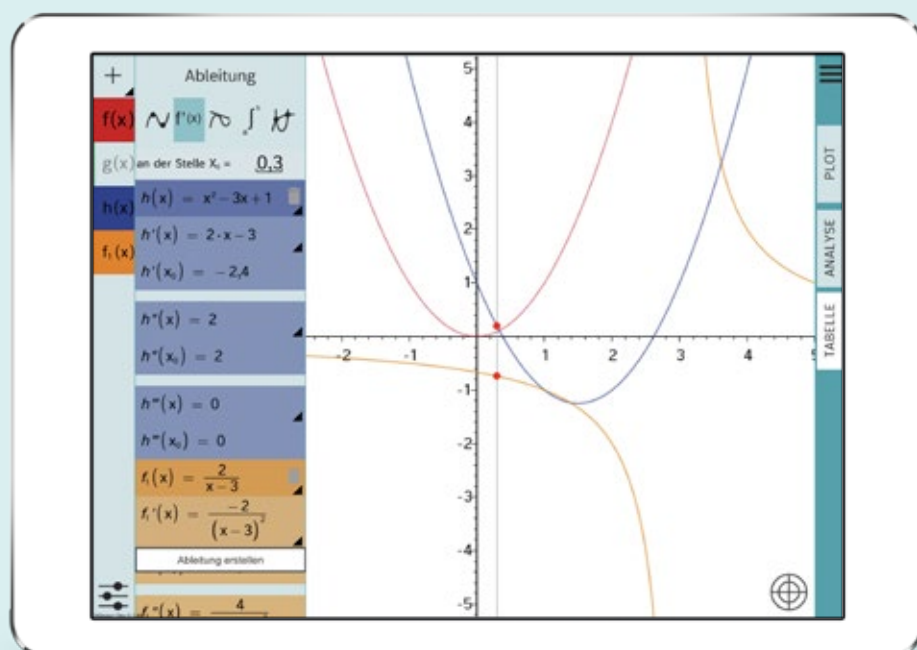 +
Ableitung
f''(x)
an der Stelle X₀ = 0,3
f(x)
g(x)
h(x)
f₁(x)
h(x) = x² − 3x + 1
h'(x) = 2·x − 3
h'(x₀) = −2,4
h''(x) = 2
h''(x₀) = 2
h'''(x) = 0
h'''(x₀) = 0
f₁(x) = 2/(x − 3)
f₁'(x) = −2/(x − 3)²
Ableitung erstellen
f₁''(x) = 4
5
4
3
2
1
-2 -1 1 2 3 4 5
-1
-2
-3
-4
-5
PLOT
ANALYSE
TABELLE